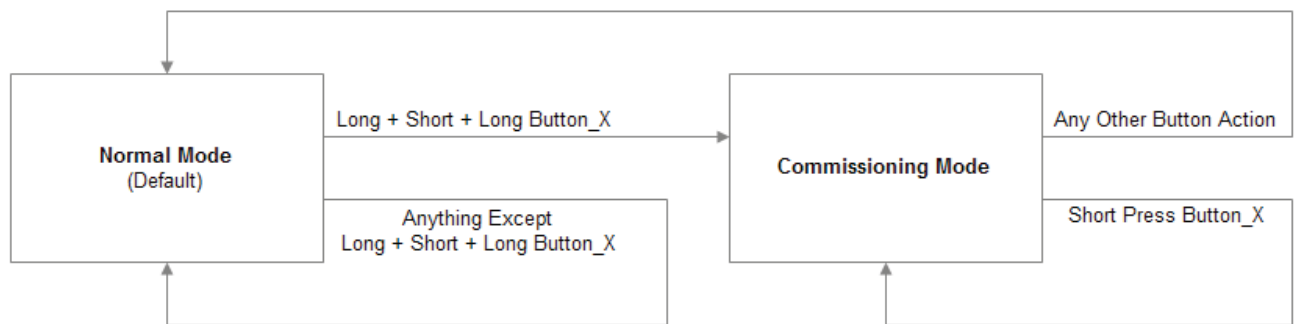 Normal Mode
(Default)
Long + Short + Long Button_X
Anything Except
Long + Short + Long Button_X
Commissioning Mode
Any Other Button Action
Short Press Button_X